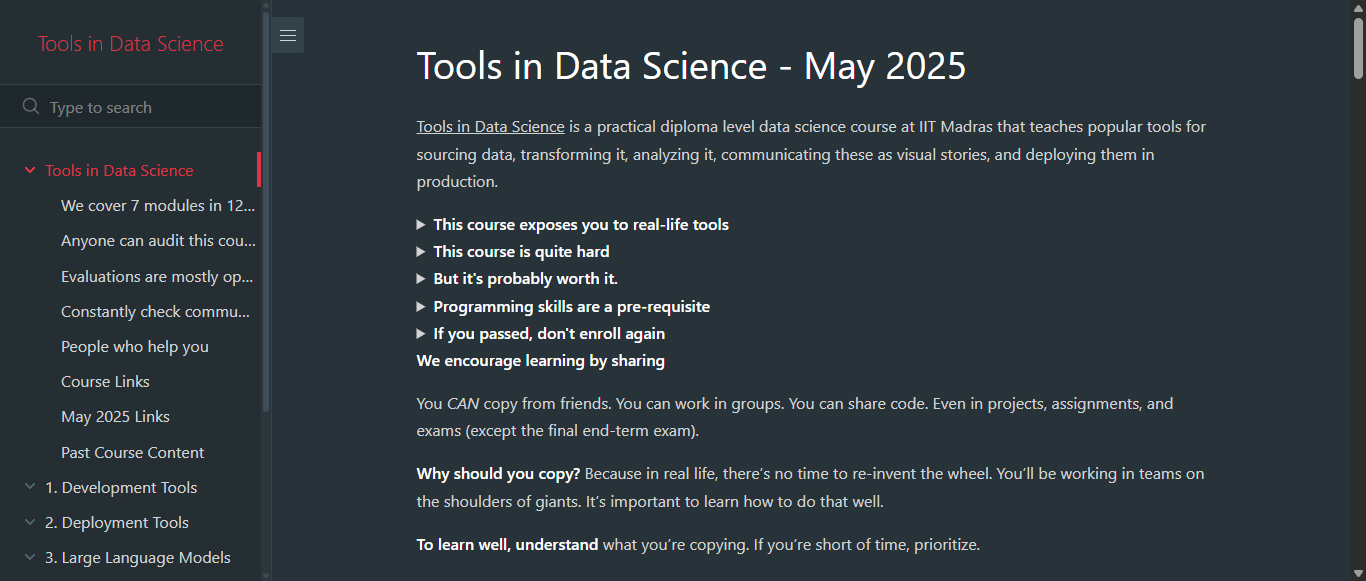 Tools in Data Science
Type to search
Tools in Data Science
We cover 7 modules in 12...
Anyone can audit this cou...
Evaluations are mostly op...
Constantly check commu...
People who help you
Course Links
May 2025 Links
Past Course Content
1. Development Tools
2. Deployment Tools
3. Large Language Models
Tools in Data Science - May 2025
Tools in Data Science is a practical diploma level data science course at IIT Madras that teaches popular tools for
sourcing data, transforming it, analyzing it, communicating these as visual stories, and deploying them in
production.
This course exposes you to real-life tools
This course is quite hard
But it's probably worth it.
Programming skills are a pre-requisite
If you passed, don't enroll again
We encourage learning by sharing
You CAN copy from friends. You can work in groups. You can share code. Even in projects, assignments, and
exams (except the final end-term exam).
Why should you copy? Because in real life, there’s no time to re-invent the wheel. You’ll be working in teams on
the shoulders of giants. It’s important to learn how to do that well.
To learn well, understand what you’re copying. If you’re short of time, prioritize.